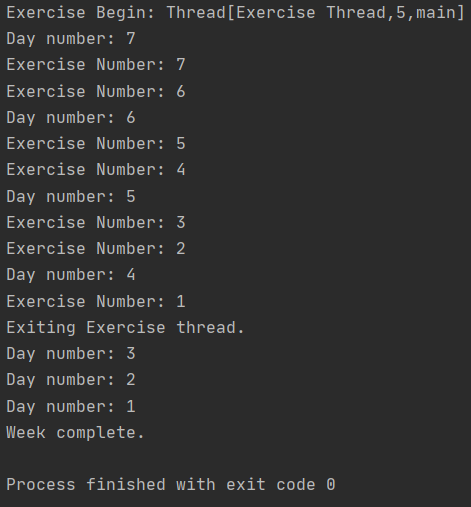 Exercise Begin: Thread[Exercise Thread,5,main]
Day number: 7
Exercise Number: 7
Exercise Number: 6
Day number: 6
Exercise Number: 5
Exercise Number: 4
Day number: 5
Exercise Number: 3
Exercise Number: 2
Day number: 4
Exercise Number: 1
Exiting Exercise thread.
Day number: 3
Day number: 2
Day number: 1
Week complete.

Process finished with exit code 0